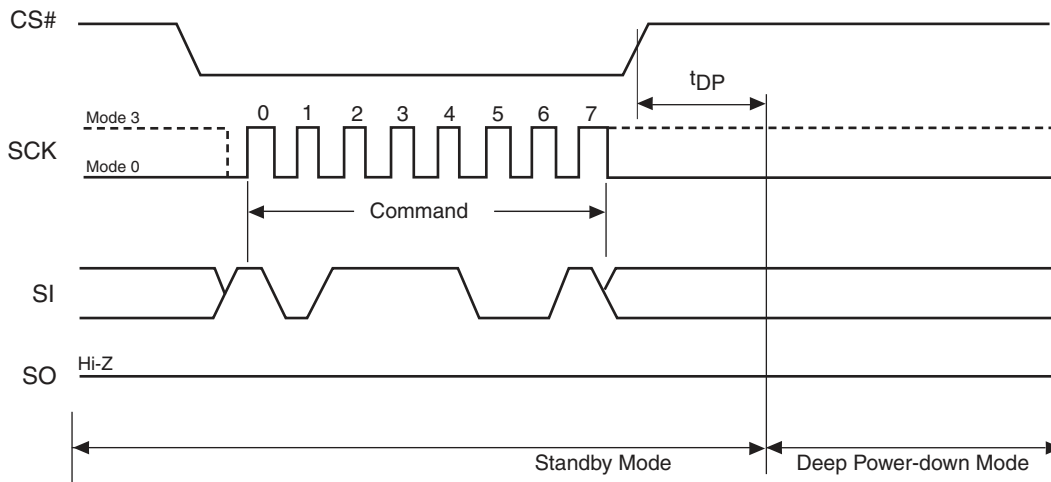 CS#
tDP
Mode 3
0 1 2 3 4 5 6 7
SCK
Mode 0
Command
SI
Hi-Z
SO
Standby Mode
Deep Power-down Mode